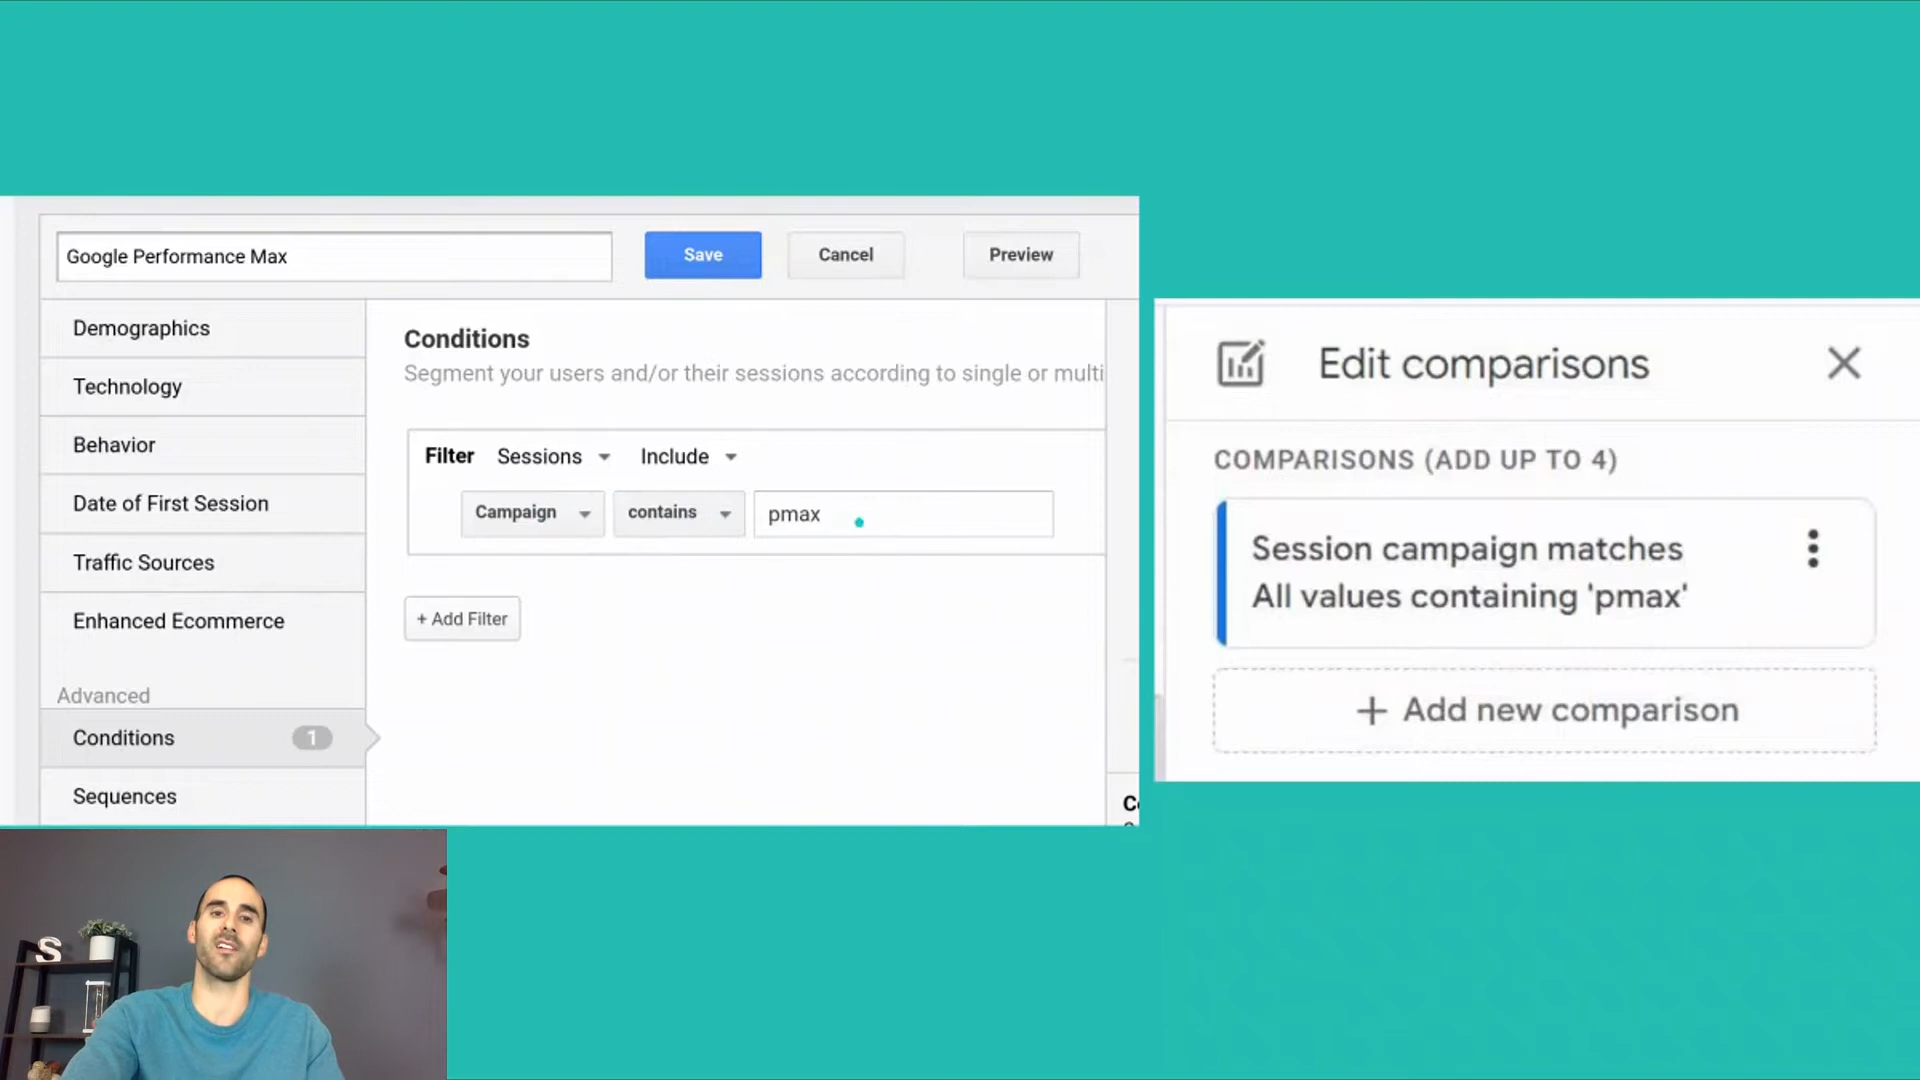 Google Performance Max
Save
Cancel
Preview
Demographics
Technology
Behavior
Date of First Session
Traffic Sources
Enhanced Ecommerce
Advanced
Conditions 1
Sequences
Conditions
Segment your users and/or their sessions according to single or multi
Filter Sessions Include
Campaign contains pmax
+ Add Filter
Edit comparisons
COMPARISONS (ADD UP TO 4)
Session campaign matches
All values containing 'pmax'
+ Add new comparison
S